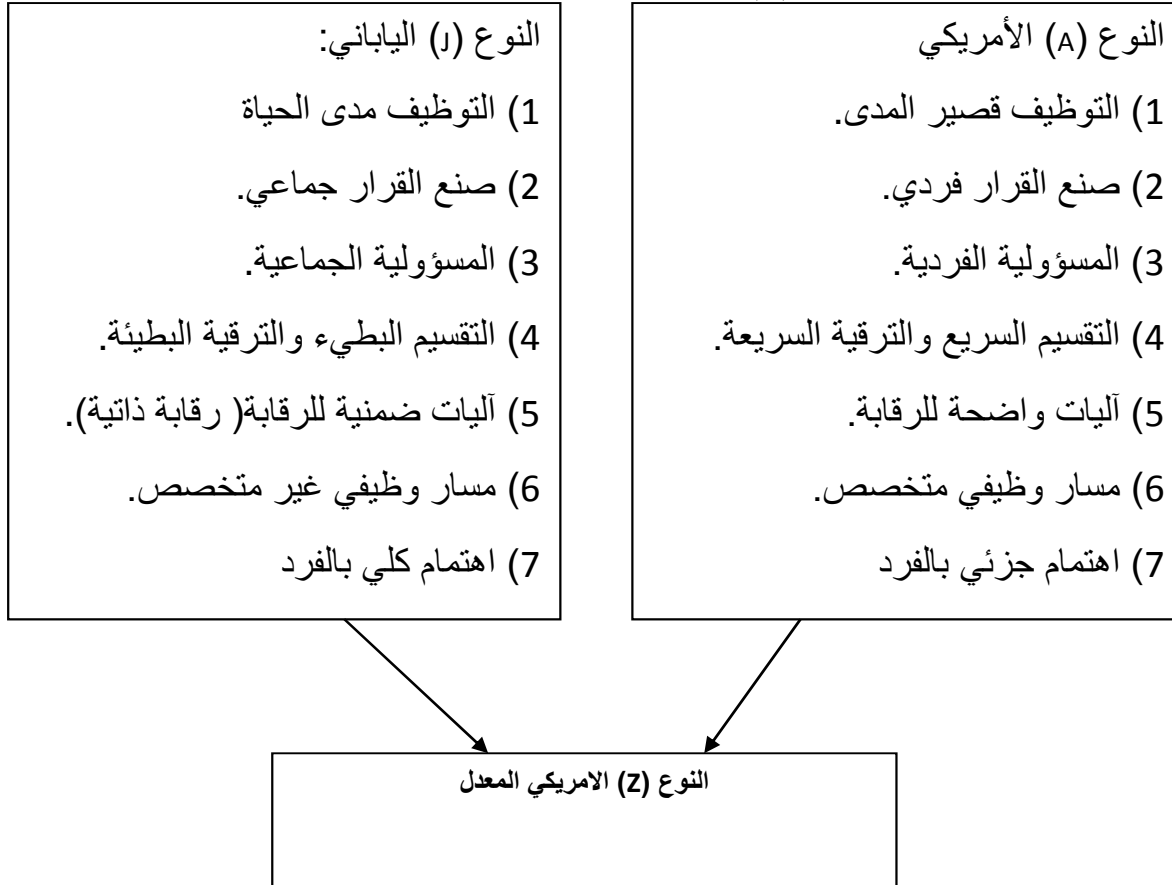 النوع (A) الأمريكي
1) التوظيف قصير المدى.
2) صنع القرار فردي.
3) المسؤولية الفردية.
4) التقسيم السريع والترقية السريعة.
5) آليات واضحة للرقابة.
6) مسار وظيفي متخصص.
7) اهتمام جزئي بالفرد
النوع (J) الياباني:
1) التوظيف مدى الحياة
2) صنع القرار جماعي.
3) المسؤولية الجماعية.
4) التقسيم البطيء والترقية البطيئة.
5) آليات ضمنية للرقابة( رقابة ذاتية).
6) مسار وظيفي غير متخصص.
7) اهتمام كلي بالفرد
النوع (Z) الامريكي المعدل